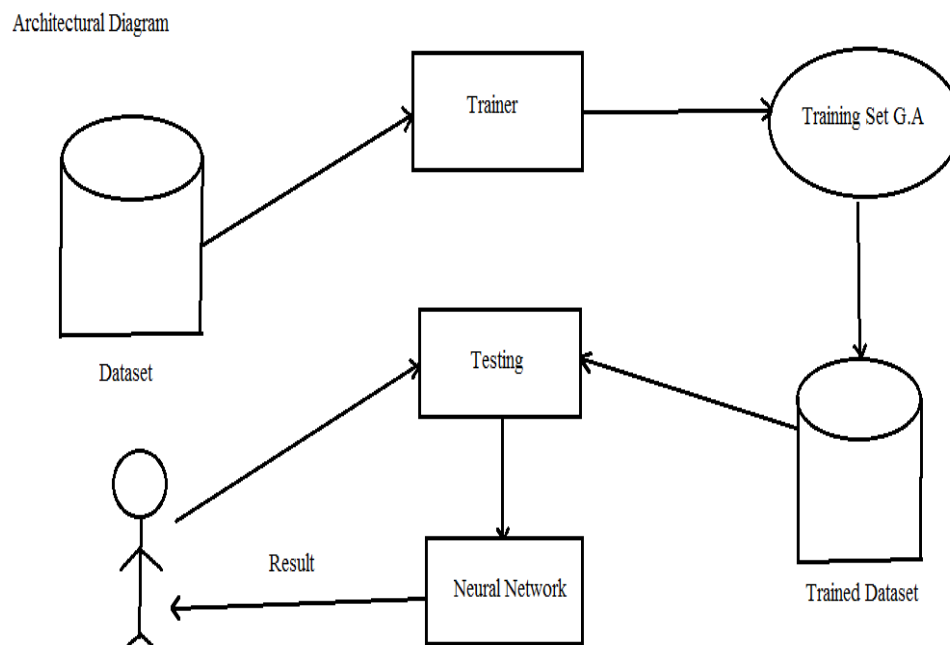 Architectural Diagram
Trainer
Training Set G.A
Dataset
Testing
Result
Neural Network
Trained Dataset